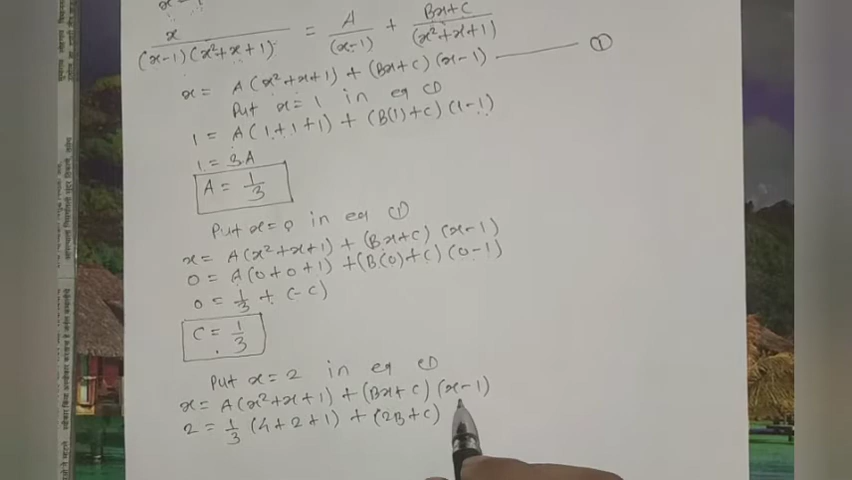 x
x/((x-1)(x²+x+1)) = A/(x-1) + (Bx+C)/(x²+x+1)
x = A(x²+x+1) + (Bx+C)(x-1) ——— ①
Put x=1 in eq ①
1 = A(1+1+1) + (B(1)+C)(1-1)
1 = 3A
A = 1/3
Put x=0 in eq ①
x = A(x²+x+1) + (Bx+C)(x-1)
0 = A(0+0+1) + (B(0)+C)(0-1)
0 = 1/3 + (-C)
C = 1/3
Put x=2 in eq ①
x = A(x²+x+1) + (Bx+C)(x-1)
2 = 1/3 (4+2+1) + (2B+C)